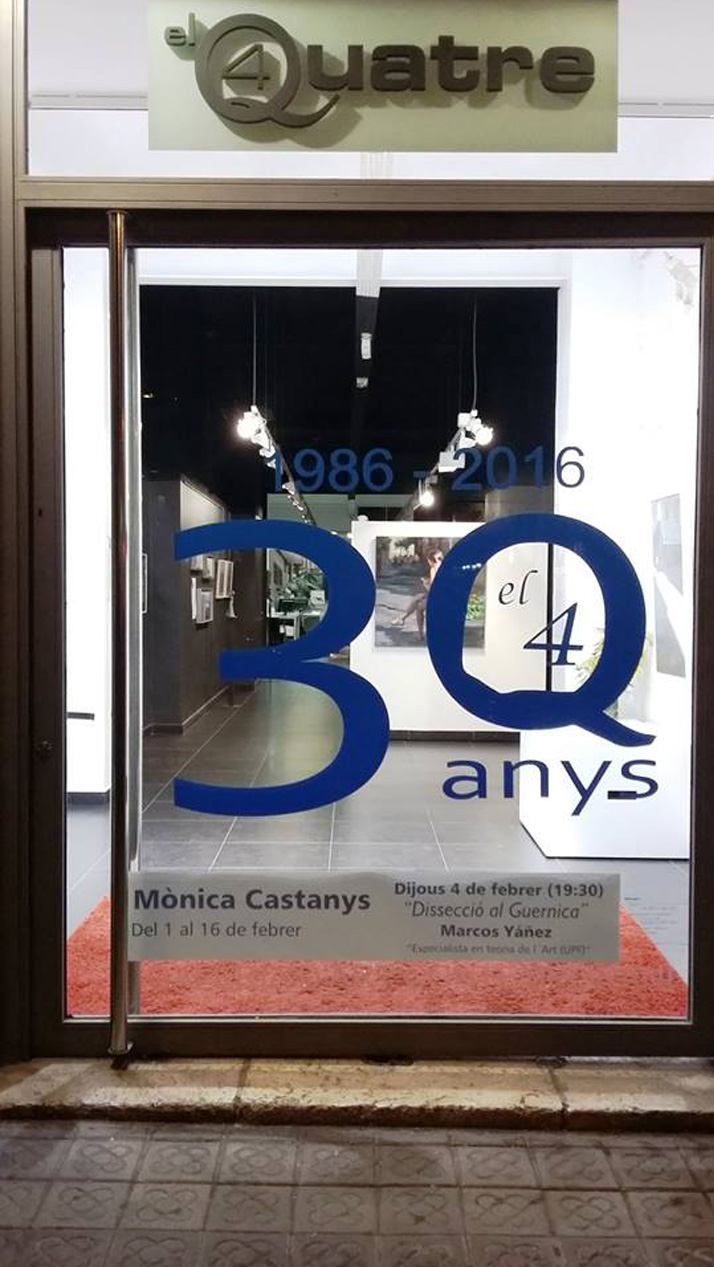 el Quatre
4
1986 - 2016
30
el
4
anys
Mònica Castanys
Del 1 al 16 de febrer
Dijous 4 de febrer (19:30)
"Dissecció al Guernica"
Marcos Yáñez
"Especialista en teoria de l´Art (UPF)"